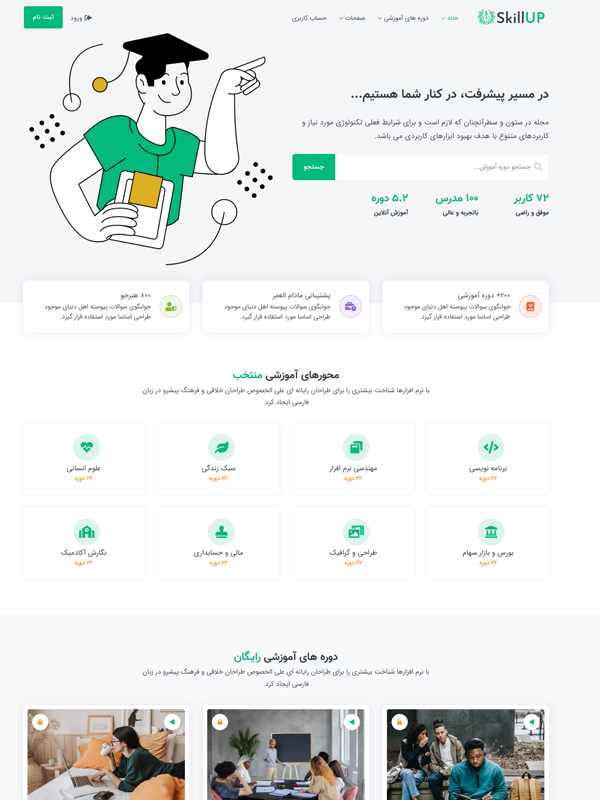 SkillUP
خانه
دوره های آموزشی
صفحات
حساب کاربری
ورود
ثبت نام
در مسیر پیشرفت، در کنار شما هستیم...
مجله در ستون و سطرآنچنان که لازم است و برای شرایط فعلی تکنولوژی مورد نیاز و
کاربردهای متنوع با هدف بهبود ابزارهای کاربردی می باشد.
جستجو دوره آموزش...
جستجو
۷۲ کاربر
موفق و راضی
۱۰۰ مدرس
باتجربه و عالی
۵.۲ دوره
آموزش آنلاین
۲۰۰+ دوره آموزشی
جوابگوی سوالات پیوسته اهل دنیای موجود
طراحی اساسا مورد استفاده قرار گیرد.
پشتیبانی مادام العمر
جوابگوی سوالات پیوسته اهل دنیای موجود
طراحی اساسا مورد استفاده قرار گیرد.
۸۰۰ هنرجو
جوابگوی سوالات پیوسته اهل دنیای موجود
طراحی اساسا مورد استفاده قرار گیرد.
محورهای آموزشی منتخب
با نرم افزارها شناخت بیشتری را برای طراحان رایانه ای علی الخصوص طراحان خلاقی و فرهنگ پیشرو در زبان
فارسی ایجاد کرد.
برنامه نویسی
۲۲ دوره
مهندسی نرم افزار
۲۲ دوره
سبک زندگی
۲۲ دوره
علوم انسانی
۲۲ دوره
بورس و بازار سهام
۲۲ دوره
طراحی و گرافیک
۲۲ دوره
مالی و حسابداری
۲۲ دوره
نگارش آکادمیک
۲۲ دوره
دوره های آموزشی رایگان
با نرم افزارها شناخت بیشتری را برای طراحان رایانه ای علی الخصوص طراحان خلاقی و فرهنگ پیشرو در زبان
فارسی ایجاد کرد.